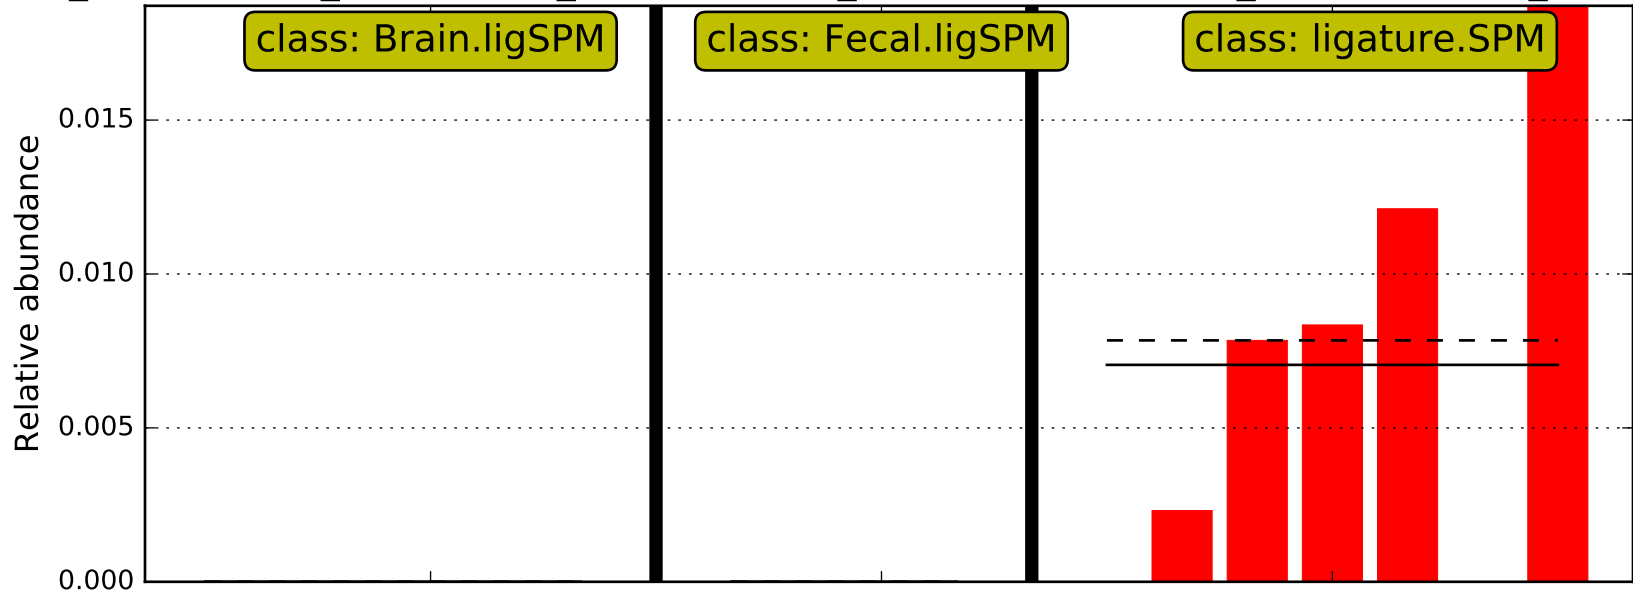 class: Brain.ligSPM
class: Fecal.ligSPM
class: ligature.SPM
Relative abundance
0.015
0.010
0.005
0.000